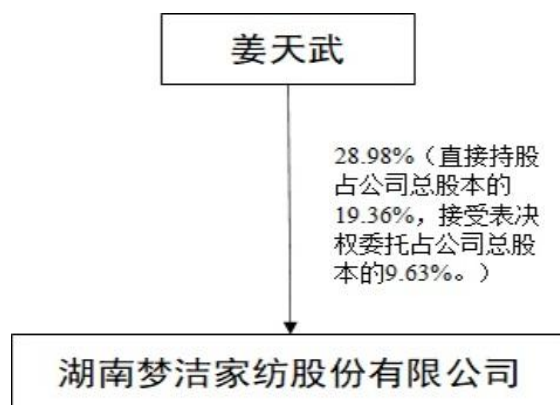 姜天武
28.98%（直接持股
占公司总股本的
19.36%，接受表决
权委托占公司总股
本的9.63%。）
湖南梦洁家纺股份有限公司